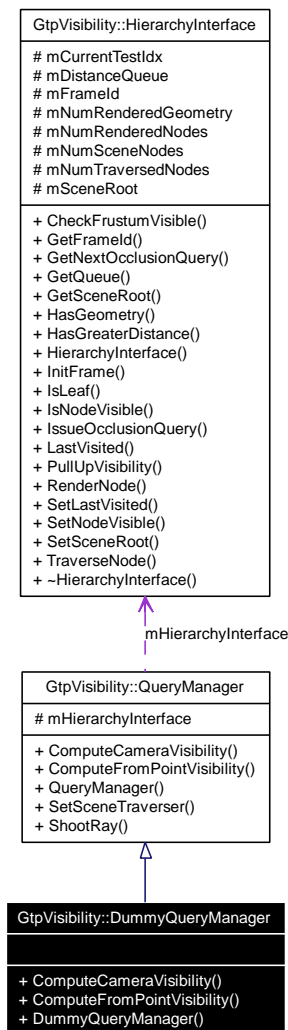 GtpVisibility::HierarchyInterface
# mCurrentTestIdx
# mDistanceQueue
# mFrameId
# mNumRenderedGeometry
# mNumRenderedNodes
# mNumSceneNodes
# mNumTraversedNodes
# mSceneRoot
+ CheckFrustumVisible()
+ GetFrameId()
+ GetNextOcclusionQuery()
+ GetQueue()
+ GetSceneRoot()
+ HasGeometry()
+ HasGreaterDistance()
+ HierarchyInterface()
+ InitFrame()
+ IsLeaf()
+ IsNodeVisible()
+ IssueOcclusionQuery()
+ LastVisited()
+ PullUpVisibility()
+ RenderNode()
+ SetLastVisited()
+ SetNodeVisible()
+ SetSceneRoot()
+ TraverseNode()
+ ~HierarchyInterface()
mHierarchyInterface
GtpVisibility::QueryManager
# mHierarchyInterface
+ ComputeCameraVisibility()
+ ComputeFromPointVisibility()
+ QueryManager()
+ SetSceneTraverser()
+ ShootRay()
GtpVisibility::DummyQueryManager
+ ComputeCameraVisibility()
+ ComputeFromPointVisibility()
+ DummyQueryManager()